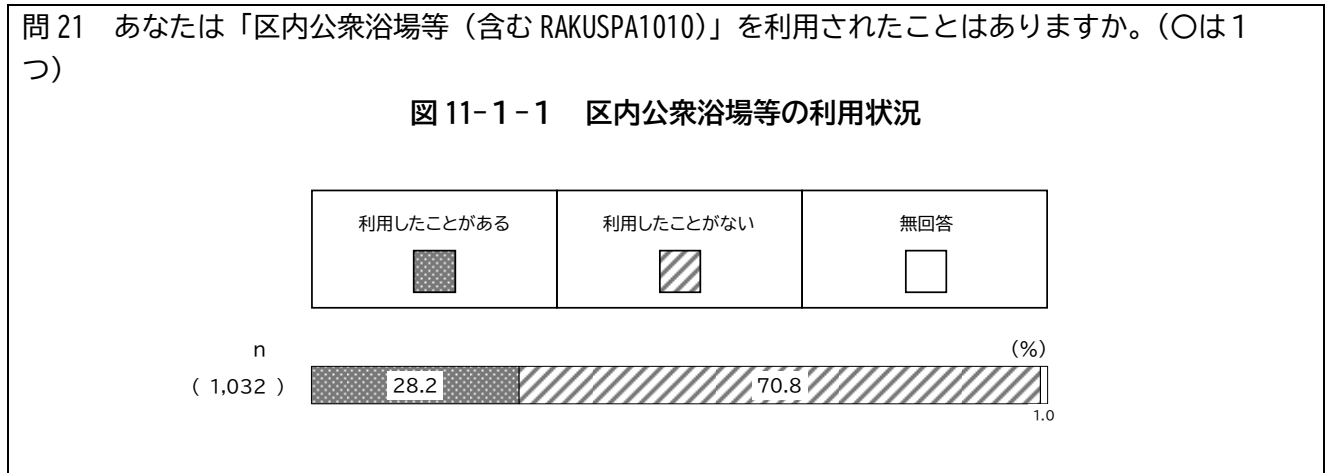 問21 あなたは「区内公衆浴場等（含む RAKUSPA1010）」を利用されたことはありますか。（○は１
つ）
図 11-１-１ 区内公衆浴場等の利用状況
利用したことがある 利用したことがない 無回答
n (%)
( 1,032 ) 28.2 70.8
1.0